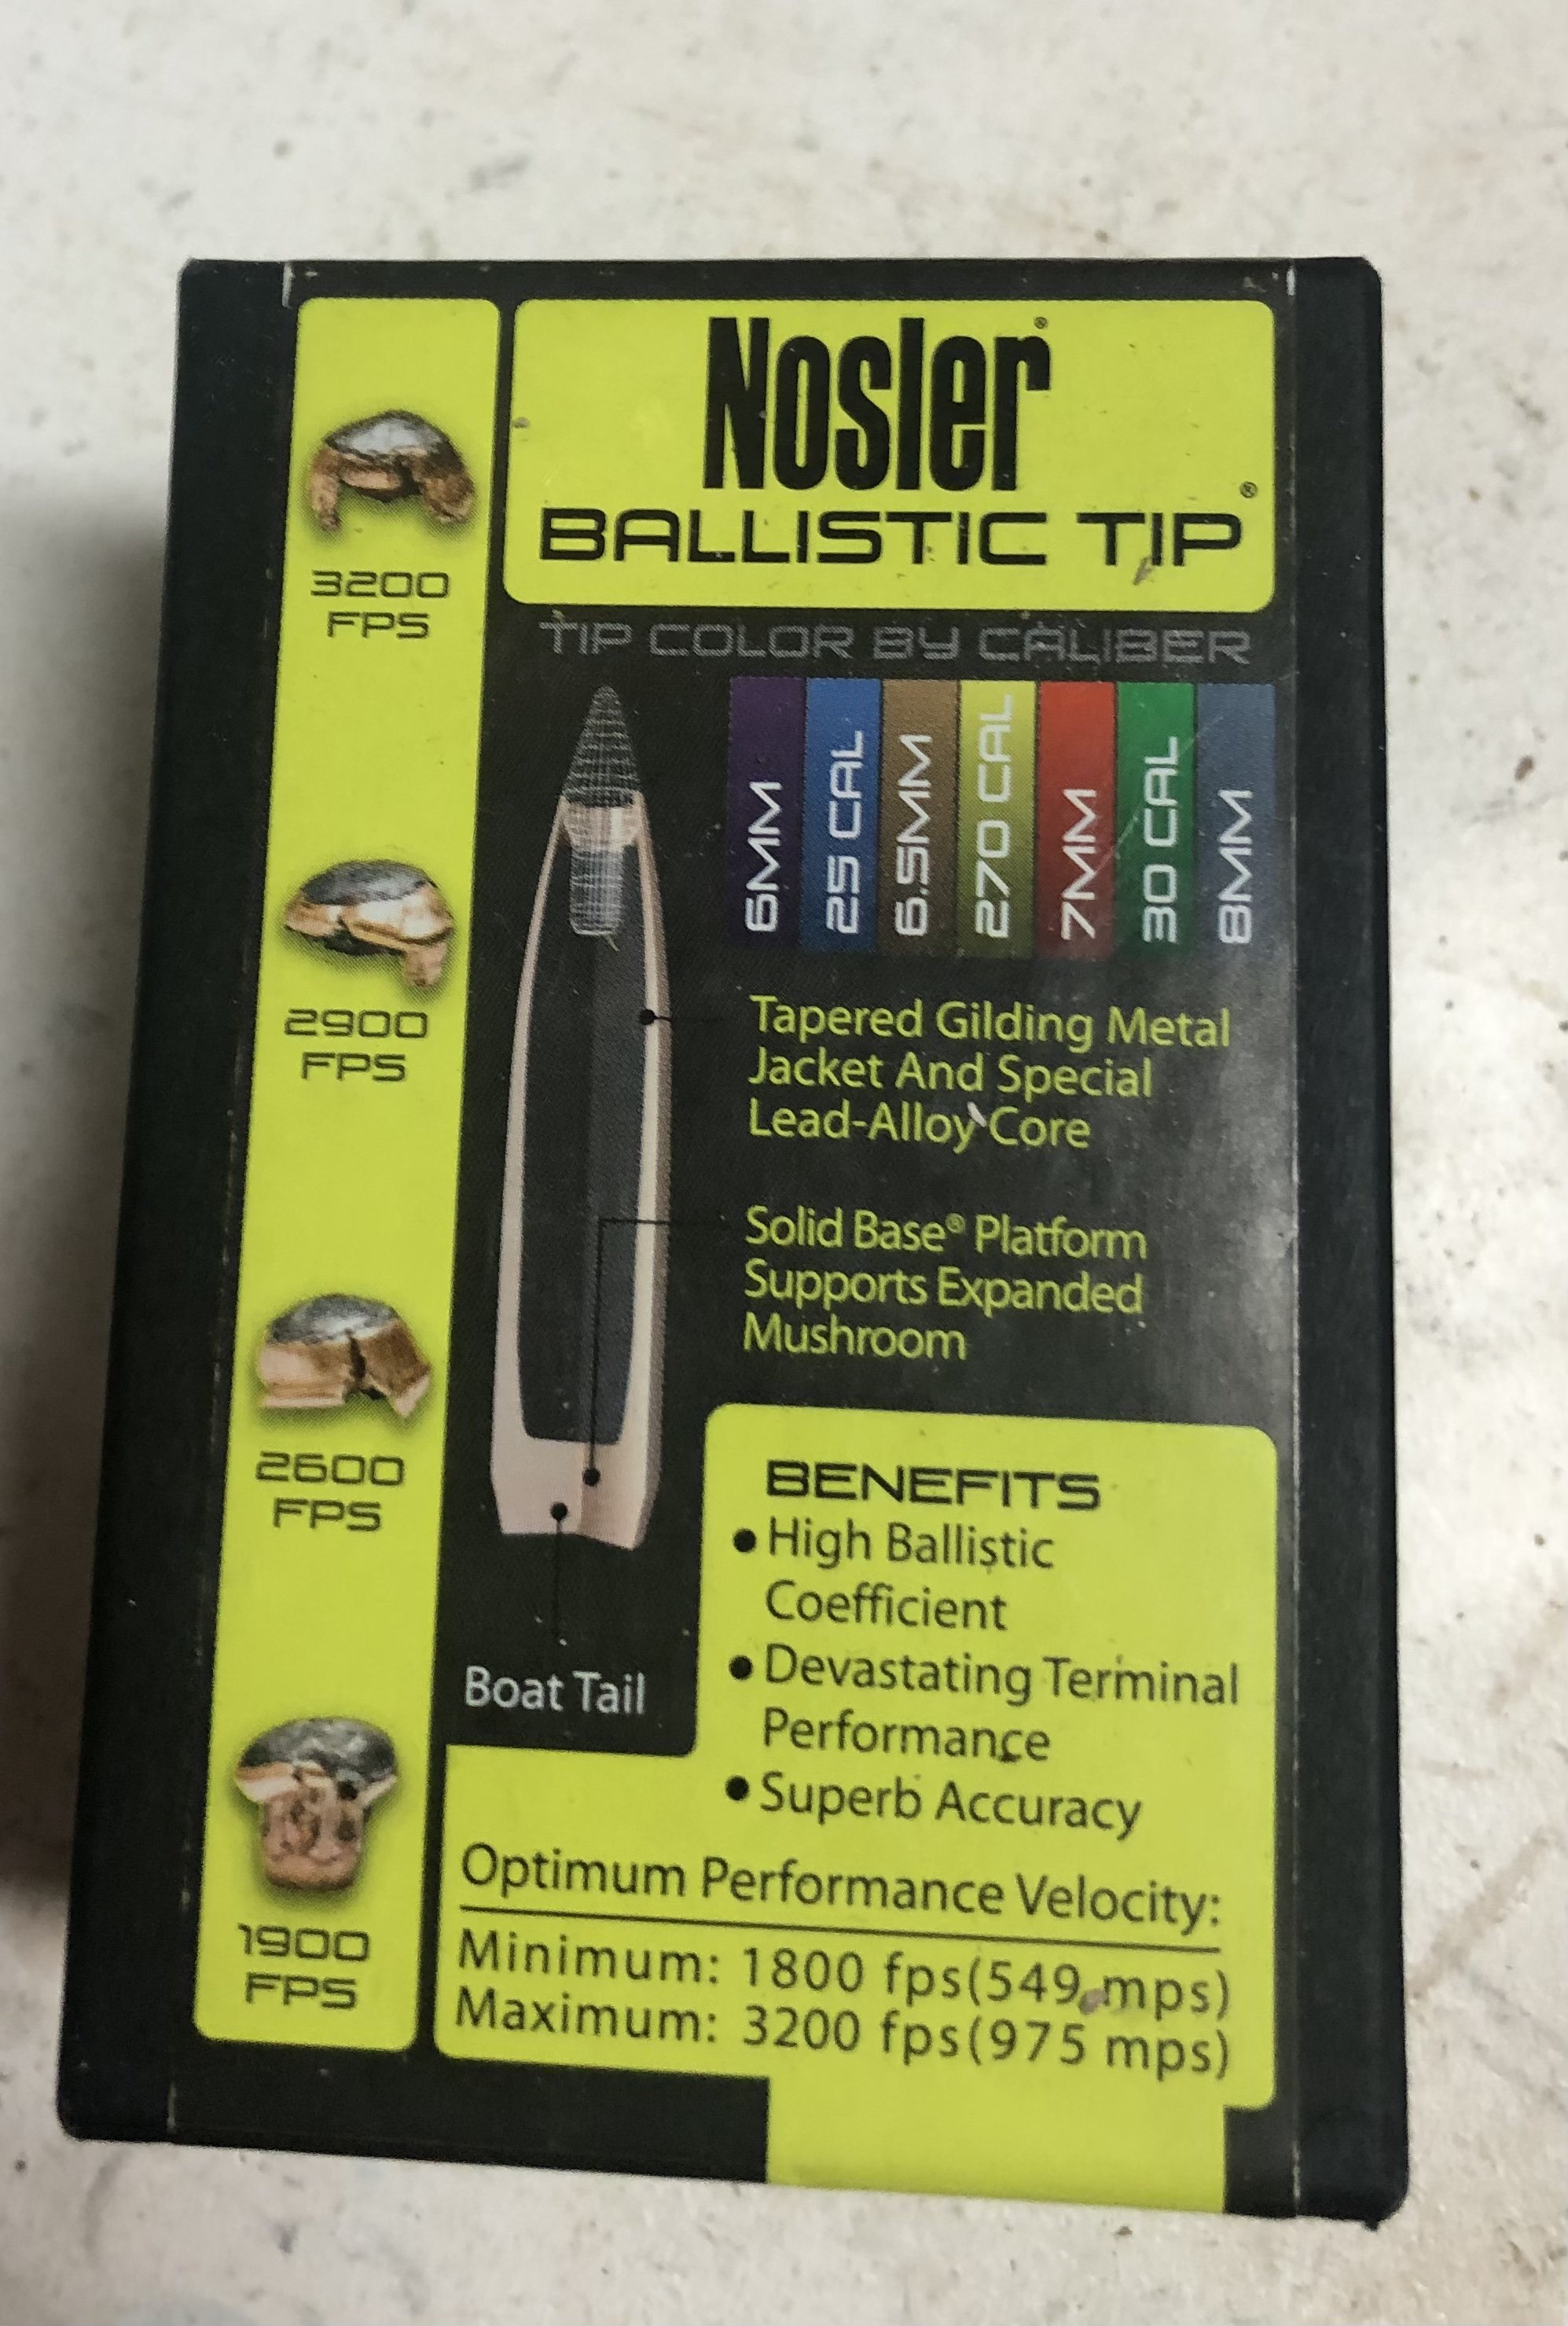 Nosler®
BALLISTIC TIP®
TIP COLOR BY CALIBER
6MM
25 CAL
6.5MM
270 CAL
7MM
30 CAL
8MM
3200
FPS
2900
FPS
2600
FPS
1900
FPS
Tapered Gilding Metal
Jacket And Special
Lead-Alloy Core
Solid Base® Platform
Supports Expanded
Mushroom
Boat Tail
BENEFITS
• High Ballistic
Coefficient
• Devastating Terminal
Performance
• Superb Accuracy
Optimum Performance Velocity:
Minimum: 1800 fps(549 mps)
Maximum: 3200 fps(975 mps)